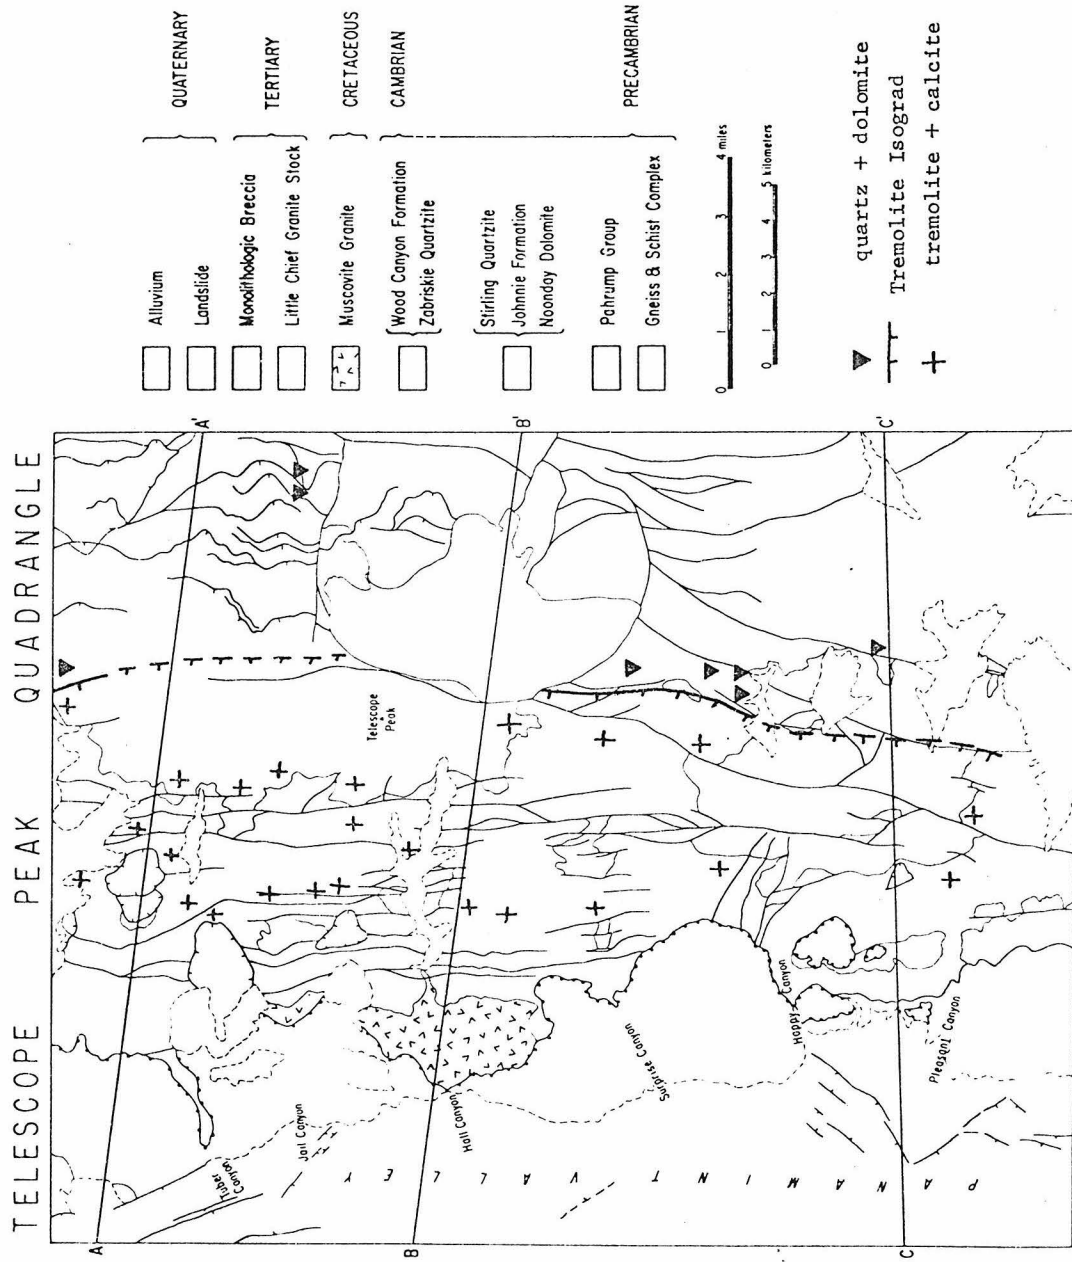 TELESCOPE PEAK QUADRANGLE
A
A'
B
B'
C
C'
Tuber
Canyon
Jail Canyon
Hall Canyon
Surprise Canyon
Happy Canyon
Pleasant Canyon
Telescope
Peak
PANAMINT VALLEY
Alluvium
Landslide
QUATERNARY
Monolithologic Breccia
Little Chief Granite Stock
TERTIARY
Muscovite Granite
CRETACEOUS
Wood Canyon Formation
Zabriskie Quartzite
CAMBRIAN
Stirling Quartzite
Johnnie Formation
Noonday Dolomite
Pahrump Group
Gneiss & Schist Complex
PRECAMBRIAN
0 1 2 3 4 miles
0 1 2 3 4 5 kilometers
quartz + dolomite
Tremolite Isograd
tremolite + calcite